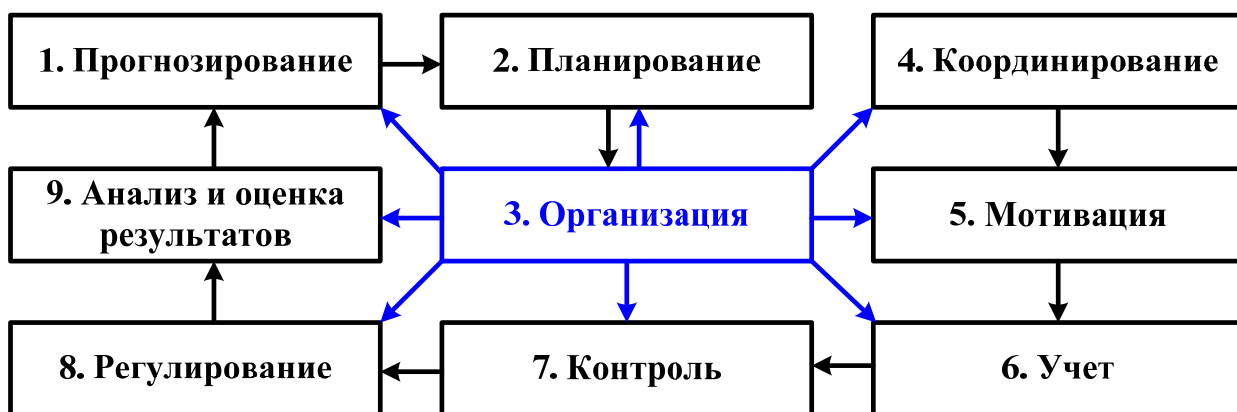 1. Прогнозирование
2. Планирование
4. Координирование
9. Анализ и оценка
результатов
3. Организация
5. Мотивация
8. Регулирование
7. Контроль
6. Учет